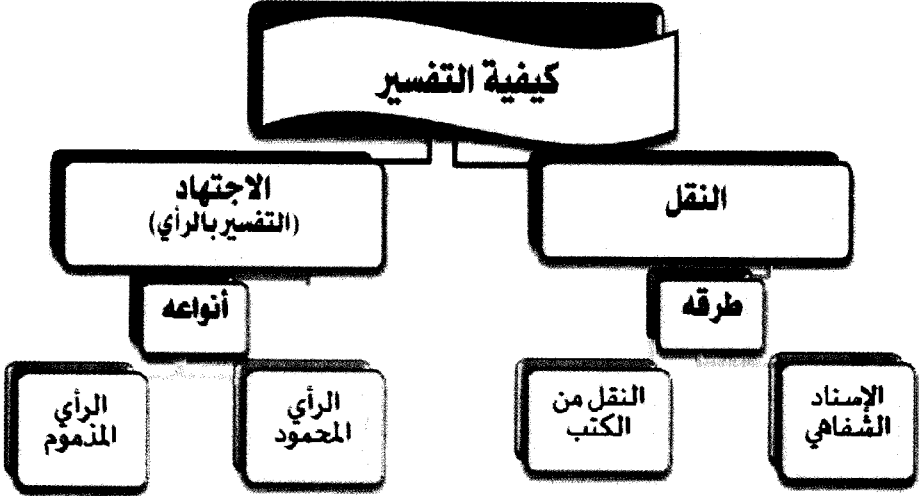 كيفية التفسير
النقل
الاجتهاد
(التفسير بالرأي)
طرقه
أنواعه
الإسناد
الشفاهي
النقل من
الكتب
الرأي
المحمود
الرأي
المذموم